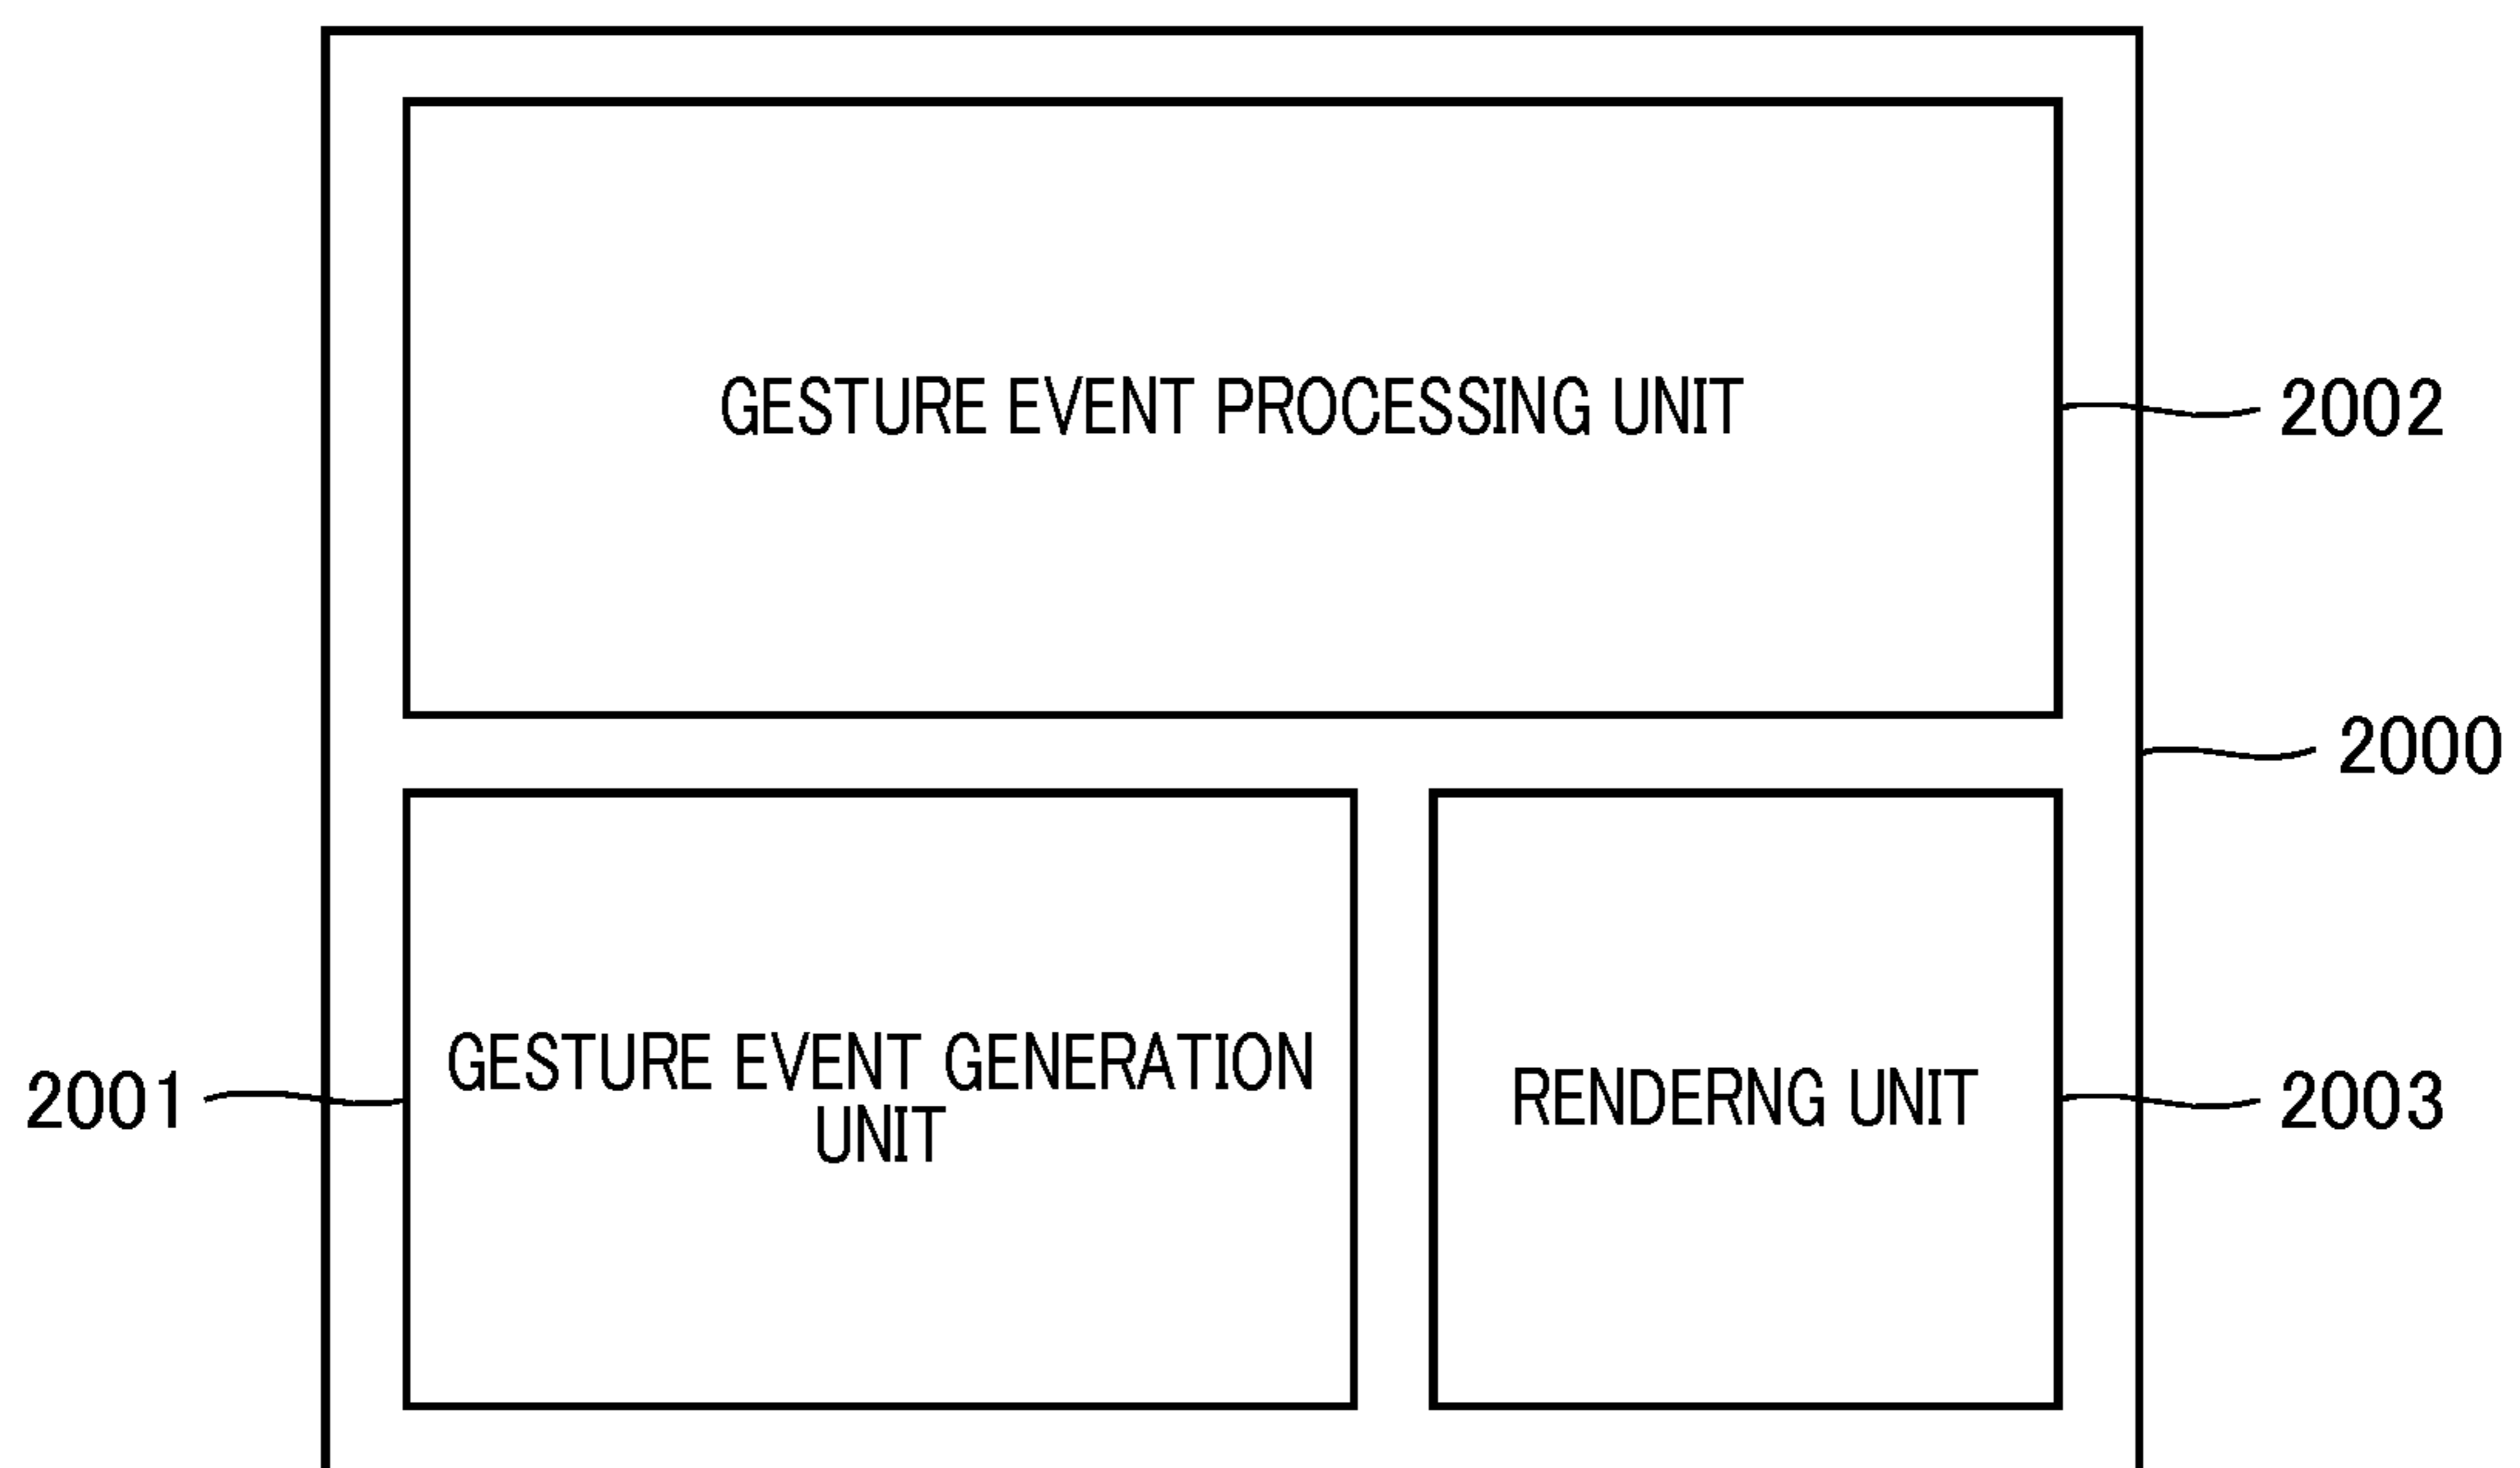 GESTURE EVENT PROCESSING UNIT
2002
2000
GESTURE EVENT GENERATION
UNIT
2001
RENDERNG UNIT
2003